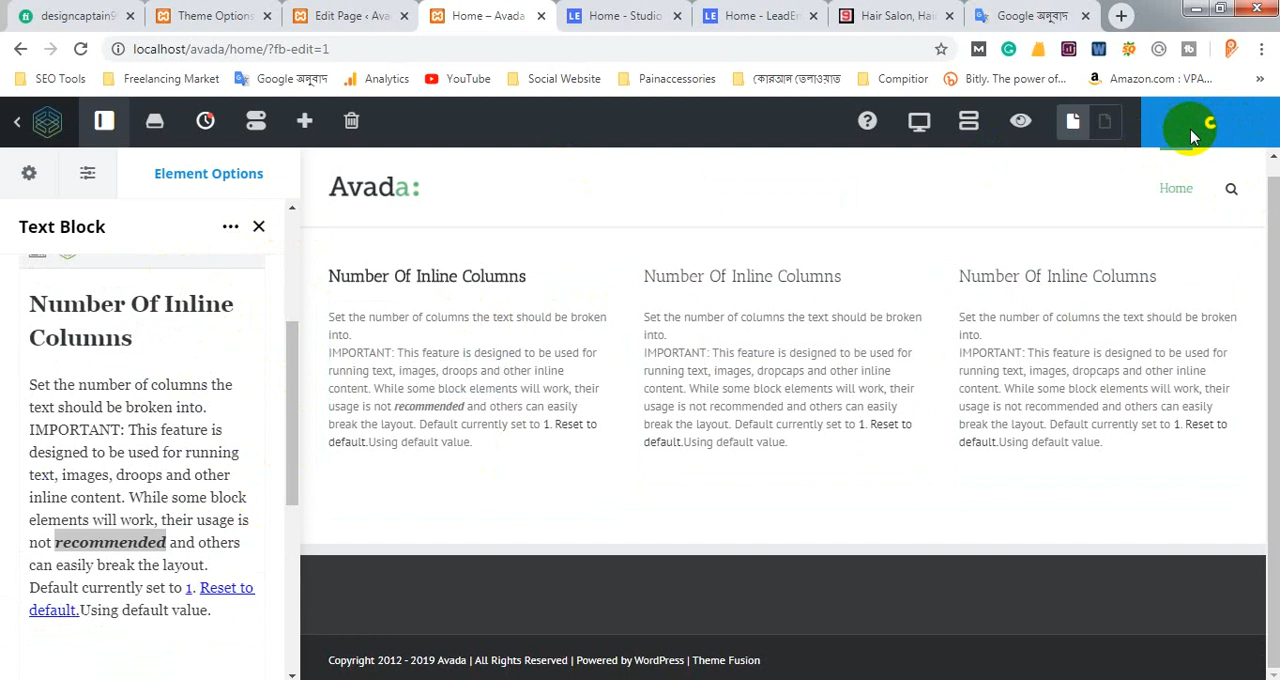 designcaptain9
Theme Options
Edit Page ‹ Ava
Home – Avada
Home - Studio
Home - LeadEn
Hair Salon, Hai
Google অনুবাদ
localhost/avada/home/?fb-edit=1
SEO Tools
Freelancing Market
Google অনুবাদ
Analytics
YouTube
Social Website
Painaccessories
কোরআন তেলাওয়াত
Compitior
Bitly. The power of...
Amazon.com : VPA...
Element Options
Text Block
Number Of Inline
Columns
Set the number of columns the
text should be broken into.
IMPORTANT: This feature is
designed to be used for running
text, images, droops and other
inline content. While some block
elements will work, their usage is
not recommended and others
can easily break the layout.
Default currently set to 1. Reset to
default.Using default value.
Avada:
Home
Number Of Inline Columns
Set the number of columns the text should be broken
into.
IMPORTANT: This feature is designed to be used for
running text, images, droops and other inline
content. While some block elements will work, their
usage is not recommended and others can easily
break the layout. Default currently set to 1. Reset to
default.Using default value.
Number Of Inline Columns
Set the number of columns the text should be broken
into.
IMPORTANT: This feature is designed to be used for
running text, images, dropcaps and other inline
content. While some block elements will work, their
usage is not recommended and others can easily
break the layout. Default currently set to 1. Reset to
default.Using default value.
Number Of Inline Columns
Set the number of columns the text should be broken
into.
IMPORTANT: This feature is designed to be used for
running text, images, dropcaps and other inline
content. While some block elements will work, their
usage is not recommended and others can easily
break the layout. Default currently set to 1. Reset to
default.Using default value.
Copyright 2012 - 2019 Avada | All Rights Reserved | Powered by WordPress | Theme Fusion